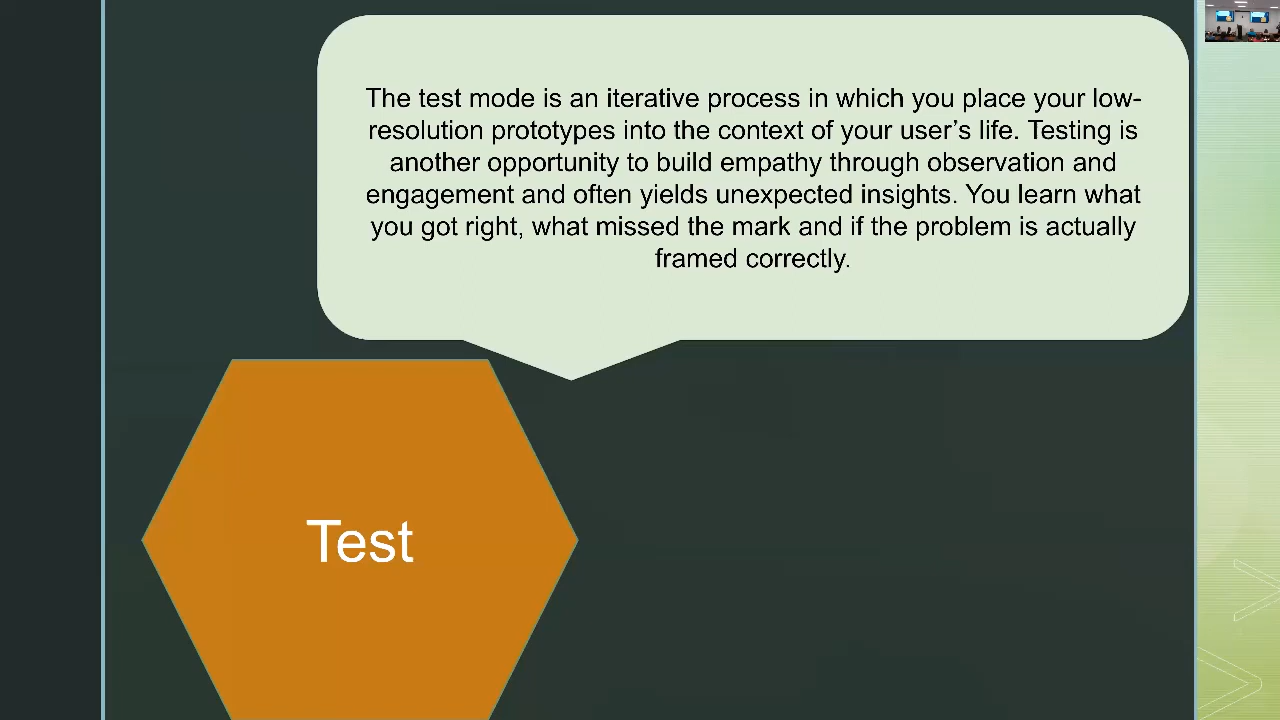 The test mode is an iterative process in which you place your low-
resolution prototypes into the context of your user’s life. Testing is
another opportunity to build empathy through observation and
engagement and often yields unexpected insights. You learn what
you got right, what missed the mark and if the problem is actually
framed correctly.
Test